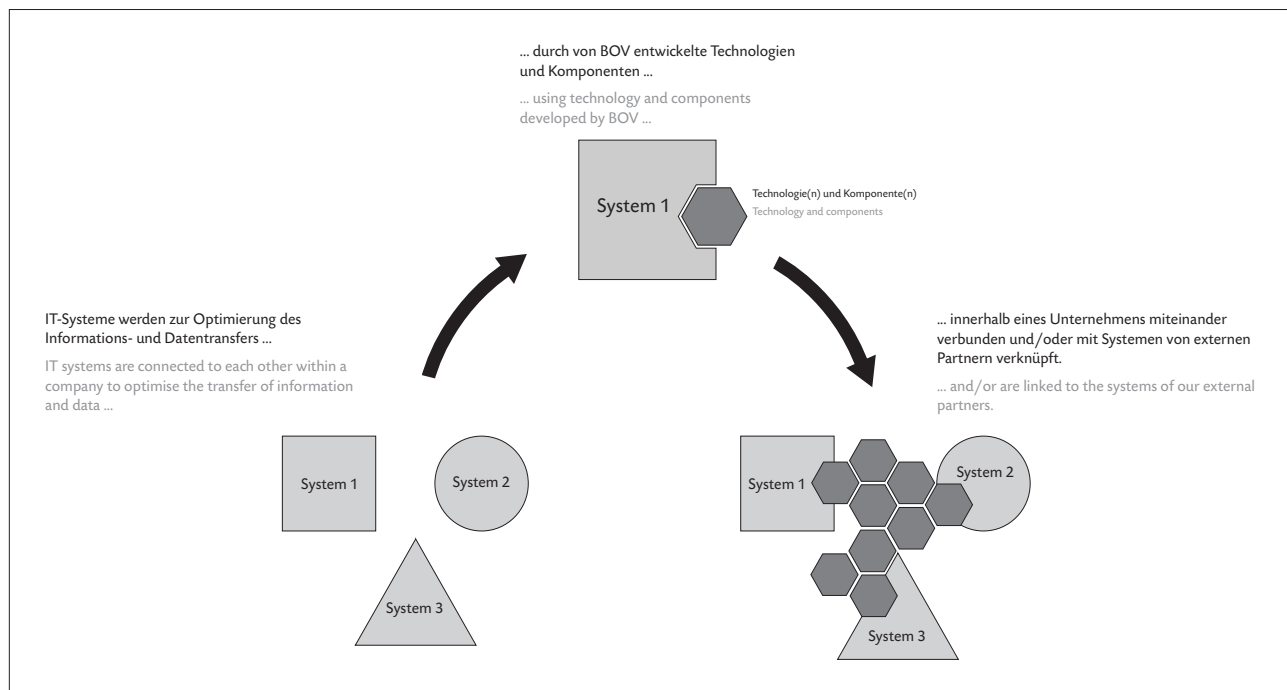 ... durch von BOV entwickelte Technologien
und Komponenten ...
... using technology and components
developed by BOV ...
System 1
Technologie(n) und Komponente(n)
Technology and components
IT-Systeme werden zur Optimierung des
Informations- und Datentransfers ...
IT systems are connected to each other within a
company to optimise the transfer of information
and data ...
... innerhalb eines Unternehmens miteinander
verbunden und/oder mit Systemen von externen
Partnern verknüpft.
... and/or are linked to the systems of our external
partners.
System 1
System 2
System 3
System 1
System 2
System 3